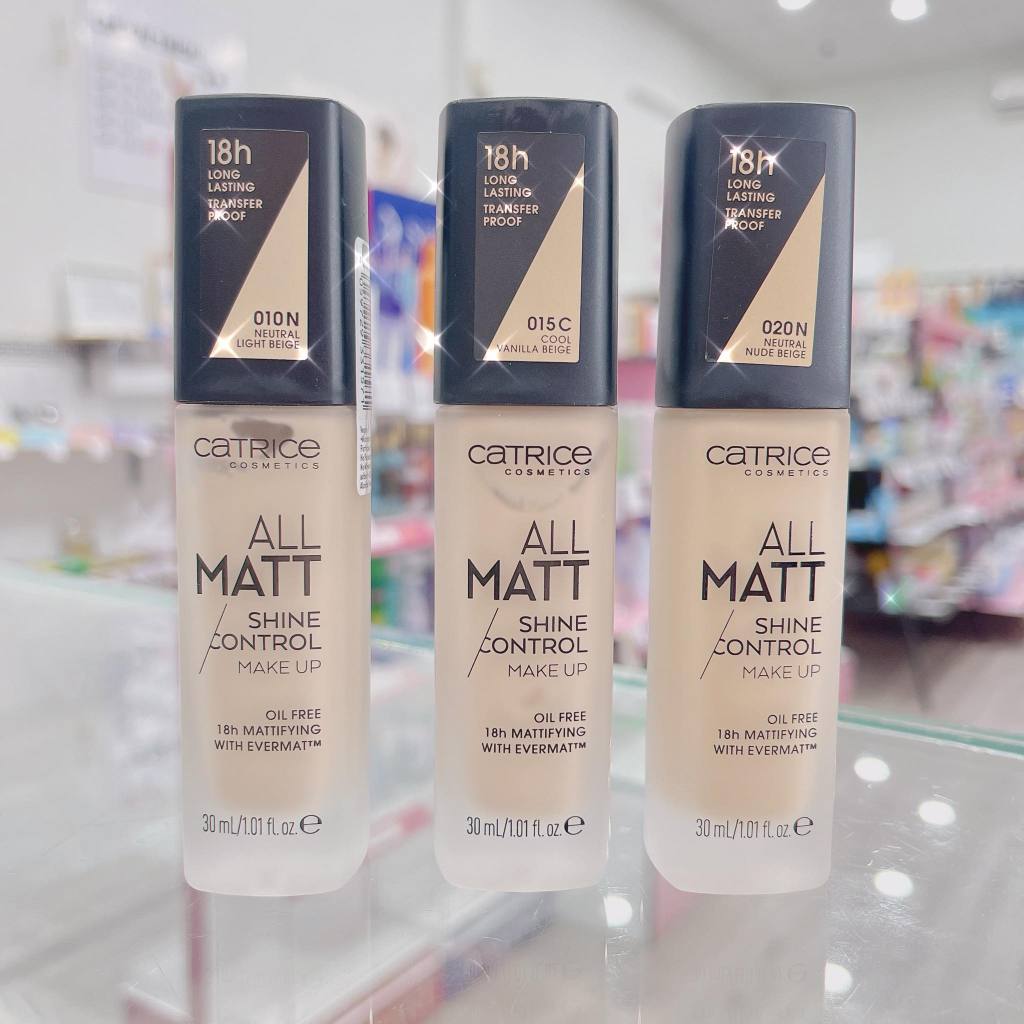 18h
LONG
LASTING
TRANSFER
PROOF
010 N
NEUTRAL
LIGHT BEIGE
CATRICE
COSMETICS
ALL
MATT
SHINE
CONTROL
MAKE UP
OIL FREE
18h MATTIFYING
WITH EVERMAT™
30 mL/1.01 fl. oz. ℮
18h
LONG
LASTING
TRANSFER
PROOF
015 C
COOL
VANILLA BEIGE
CATRICE
COSMETICS
ALL
MATT
SHINE
CONTROL
MAKE UP
OIL FREE
18h MATTIFYING
WITH EVERMAT™
30 mL/1.01 fl. oz. ℮
18h
LONG
LASTING
TRANSFER
PROOF
020 N
NEUTRAL
NUDE BEIGE
CATRICE
COSMETICS
ALL
MATT
SHINE
CONTROL
MAKE UP
OIL FREE
18h MATTIFYING
WITH EVERMAT™
30 mL/1.01 fl. oz. ℮